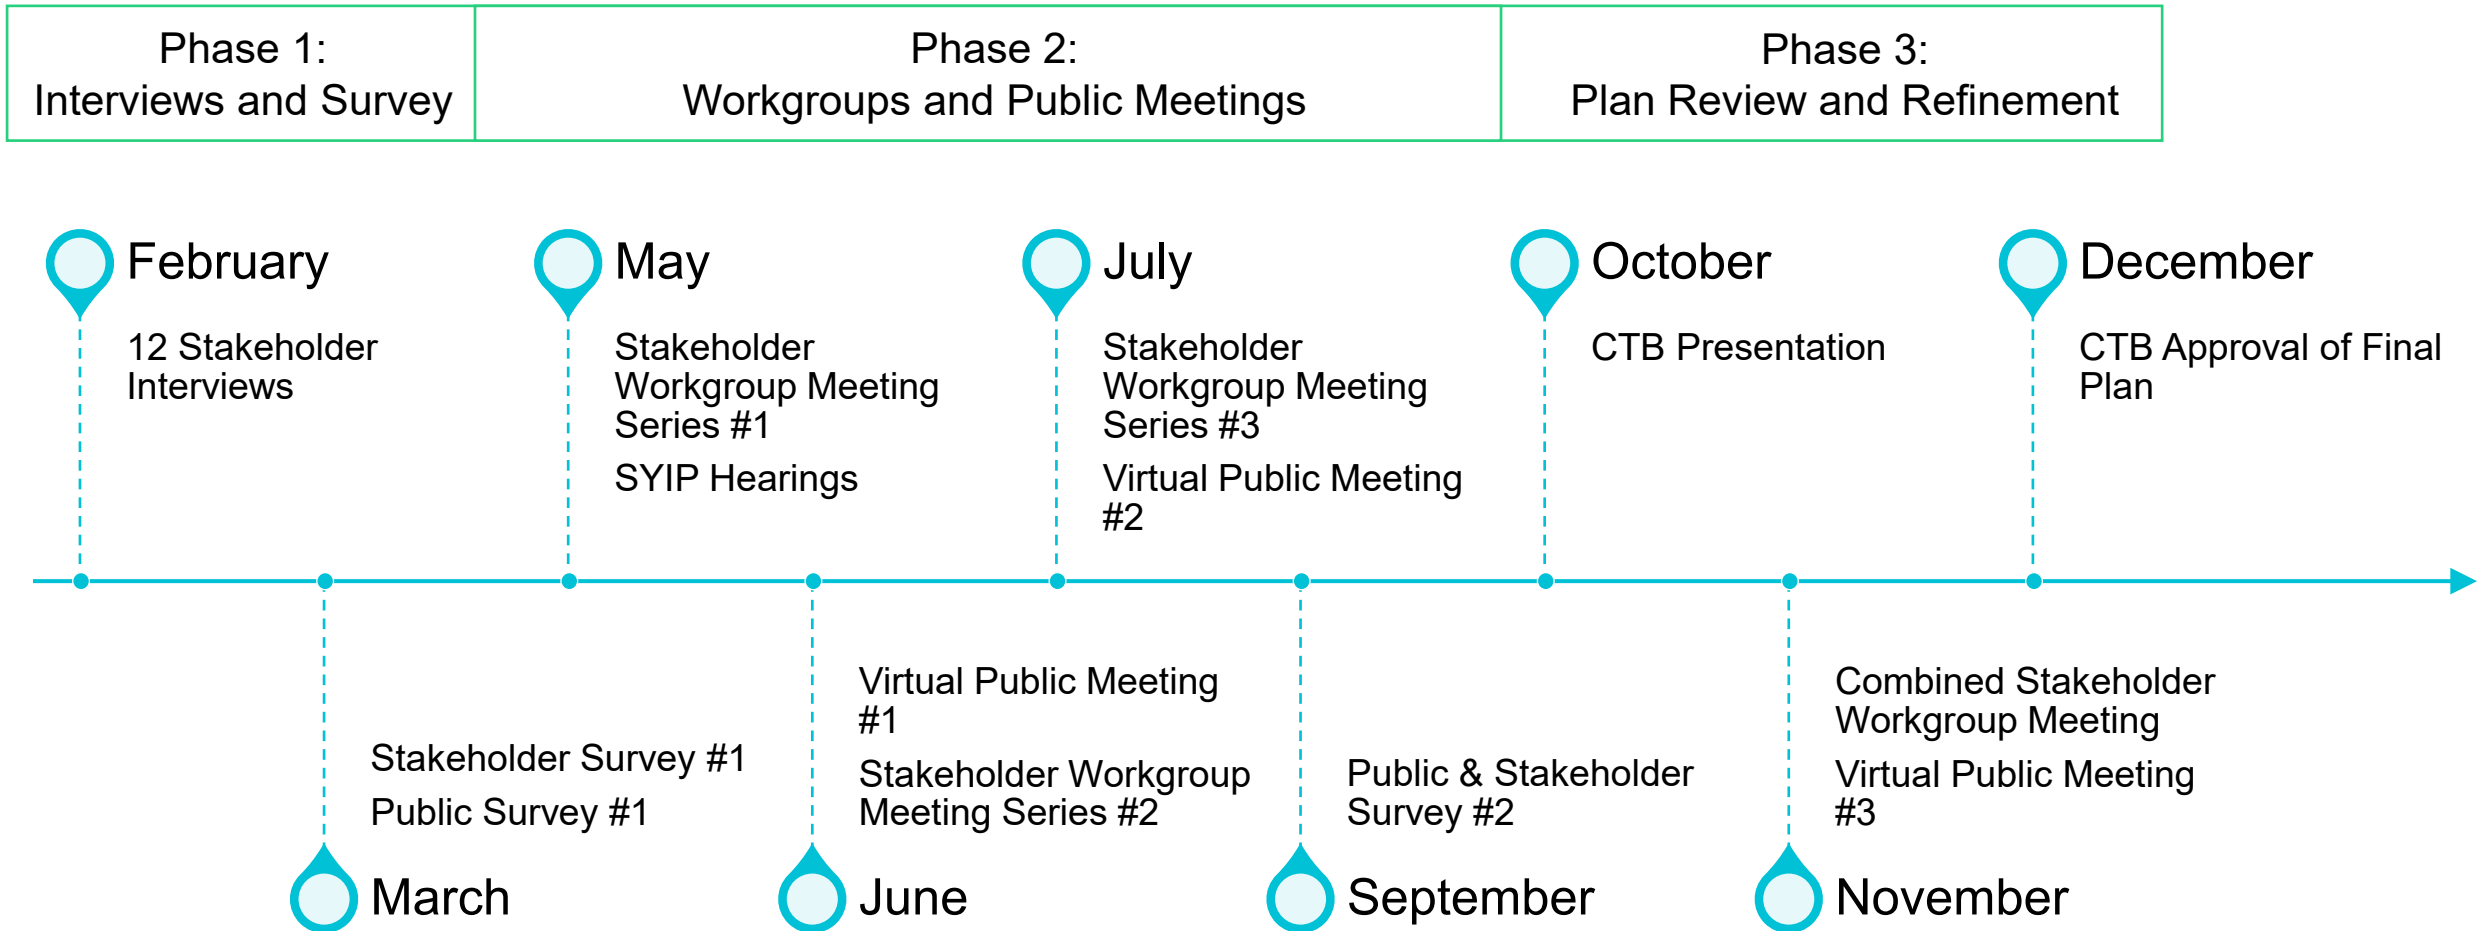 Phase 1:
Interviews and Survey
Phase 2:
Workgroups and Public Meetings
Phase 3:
Plan Review and Refinement
February
12 Stakeholder
Interviews
March
Stakeholder Survey #1
Public Survey #1
May
Stakeholder
Workgroup Meeting
Series #1
SYIP Hearings
June
Virtual Public Meeting
#1
Stakeholder Workgroup
Meeting Series #2
July
Stakeholder
Workgroup Meeting
Series #3
Virtual Public Meeting
#2
September
Public & Stakeholder
Survey #2
October
CTB Presentation
November
Combined Stakeholder
Workgroup Meeting
Virtual Public Meeting
#3
December
CTB Approval of Final
Plan